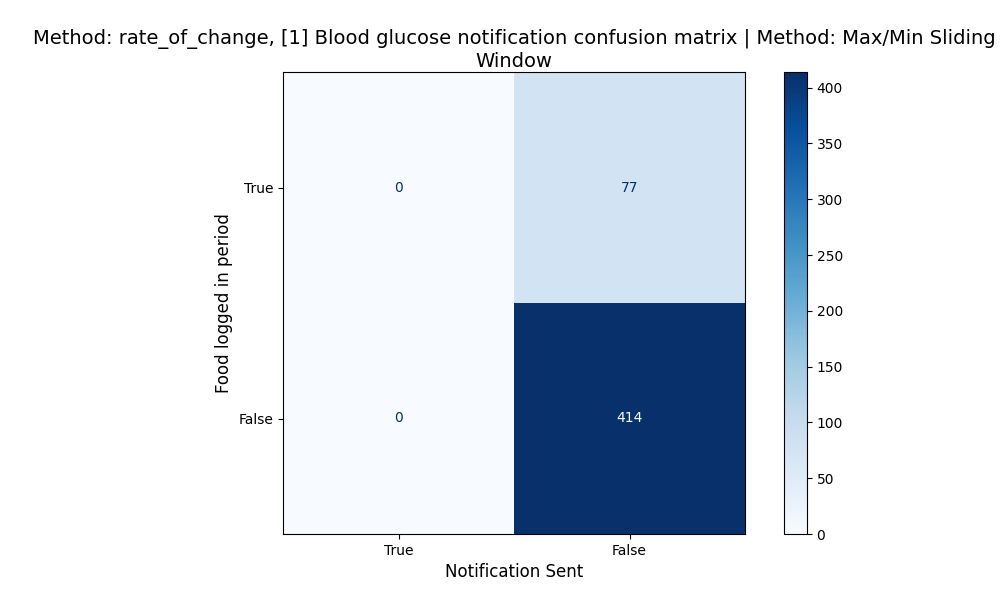 Method: rate_of_change, [1] Blood glucose notification confusion matrix | Method: Max/Min Sliding
Window
True
0
77
Food logged in period
False
0
414
True
False
Notification Sent
400
350
300
250
200
150
100
50
0